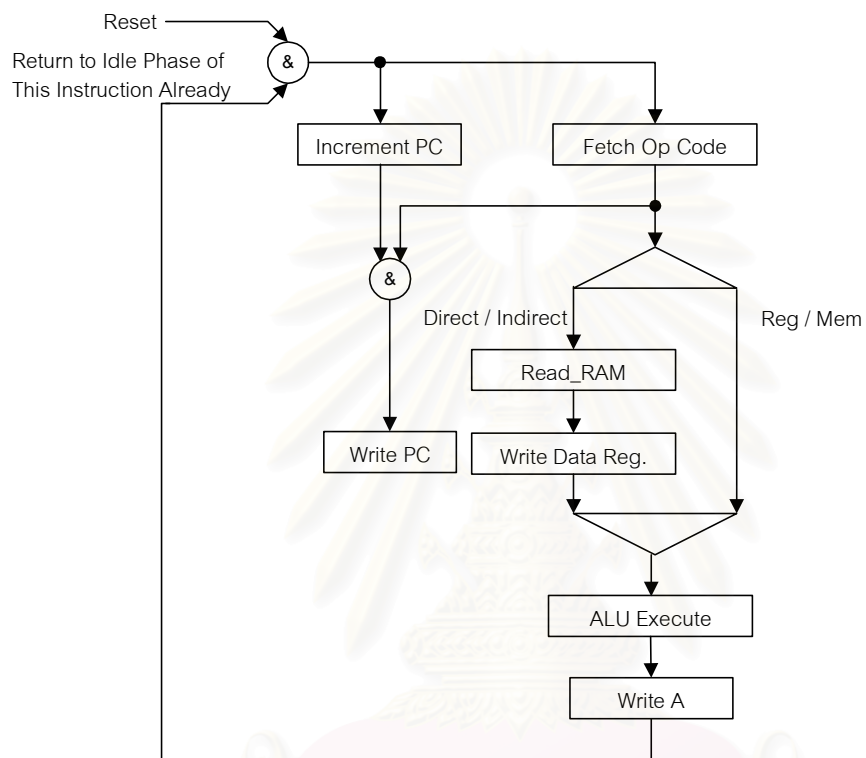 Reset
Return to Idle Phase of
This Instruction Already
&
Increment PC
Fetch Op Code
&
Direct / Indirect
Reg / Mem
Read_RAM
Write PC
Write Data Reg.
ALU Execute
Write A